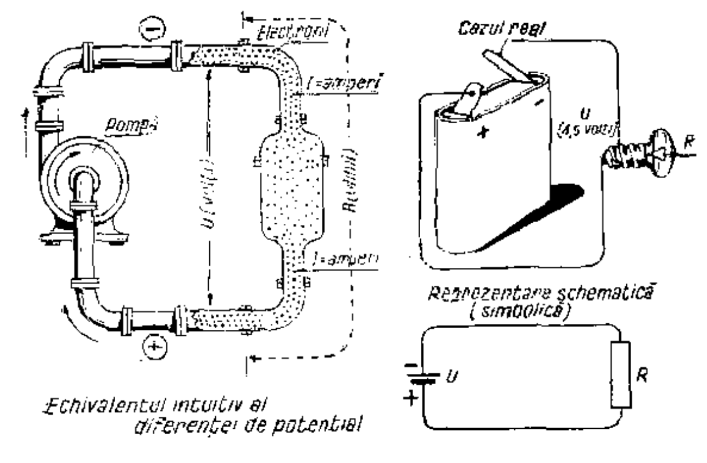 −
Electroni
I=amperi
Pompă
U (volți)
R(ohmi)
I=amperi
+
Echivalentul intuitiv al
diferenței de potential
Cazul real
+
-
U
(4,5 volți)
R
Reprezentare schematică
(simbolică)
-
+
U
R